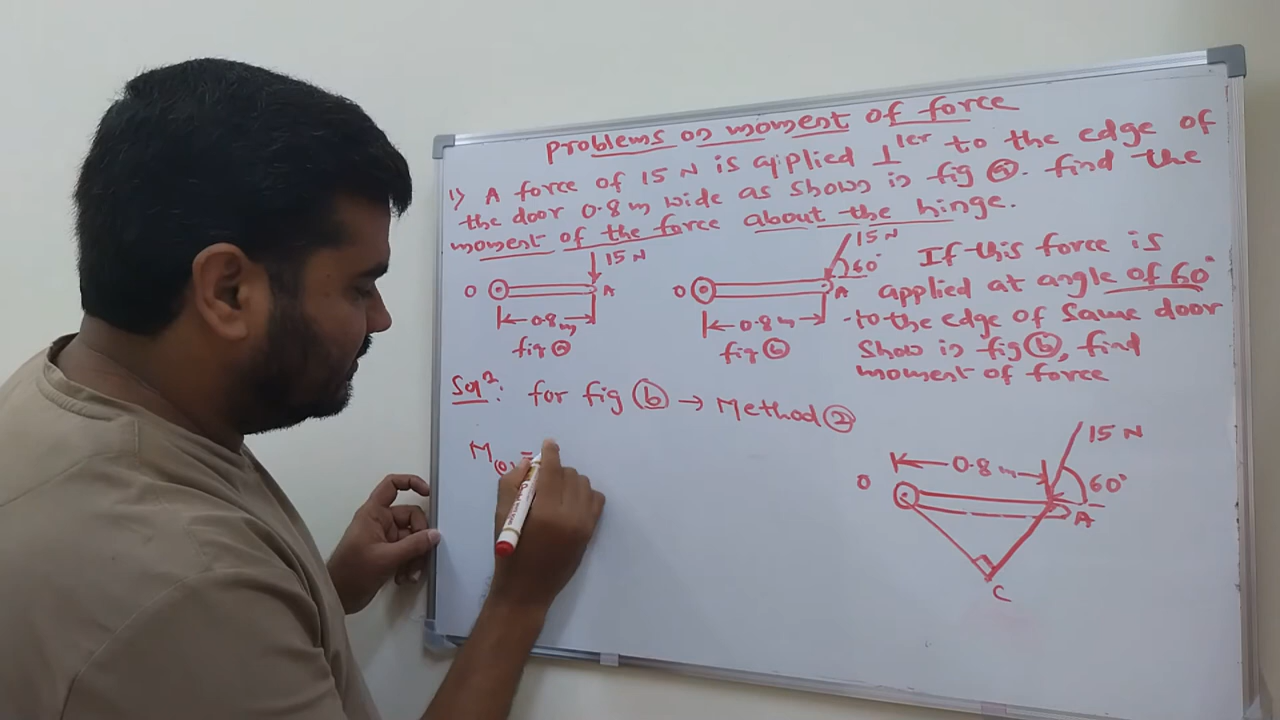 Problems on moment of force
1) A force of 15 N is applied ⊥ler to the edge of
the door 0.8 m wide as shown in fig ⓐ. find the
moment of the force about the hinge.
15 N
O
A
0.8 m
fig ⓐ
15 N
60°
O
A
0.8 m
fig ⓑ
If this force is
applied at angle of 60°
to the edge of same door
show in fig ⓑ, find
moment of force
Solⁿ: for fig ⓑ → Method ②
M(O) =
15 N
0.8 m
60°
O
A
C